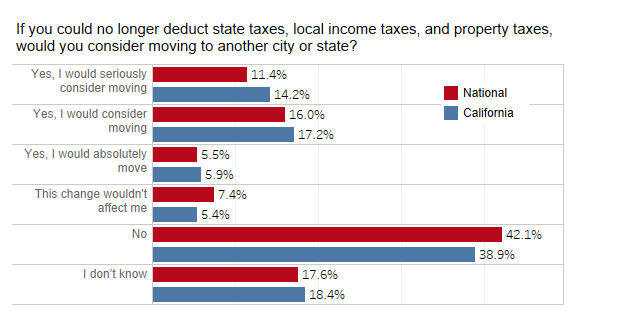 If you could no longer deduct state taxes, local income taxes, and property taxes,
would you consider moving to another city or state?
Yes, I would seriously
consider moving
11.4%
14.2%
National
California
Yes, I would consider
moving
16.0%
17.2%
Yes, I would absolutely
move
5.5%
5.9%
This change wouldn't
affect me
7.4%
5.4%
No
42.1%
38.9%
I don't know
17.6%
18.4%